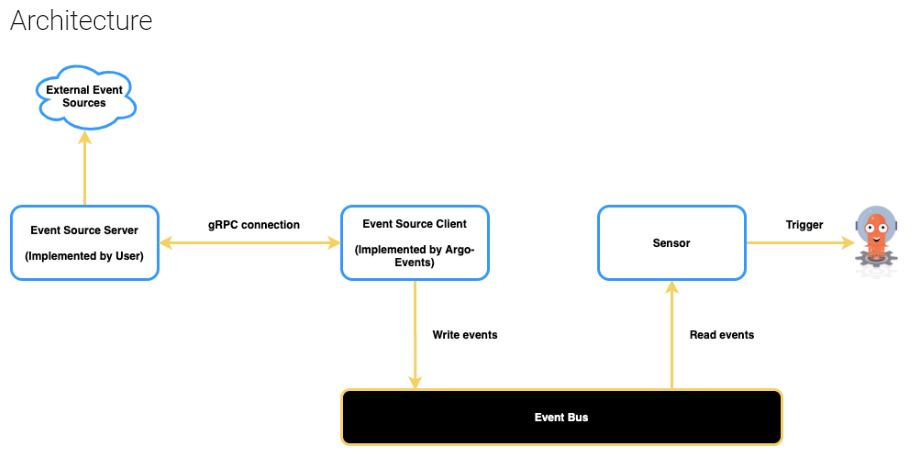 Architecture
External Event
Sources
Event Source Server
(Implemented by User)
gRPC connection
Event Source Client
(implemented by Argo-
Events)
Sensor
Trigger
Write events
Read events
Event Bus